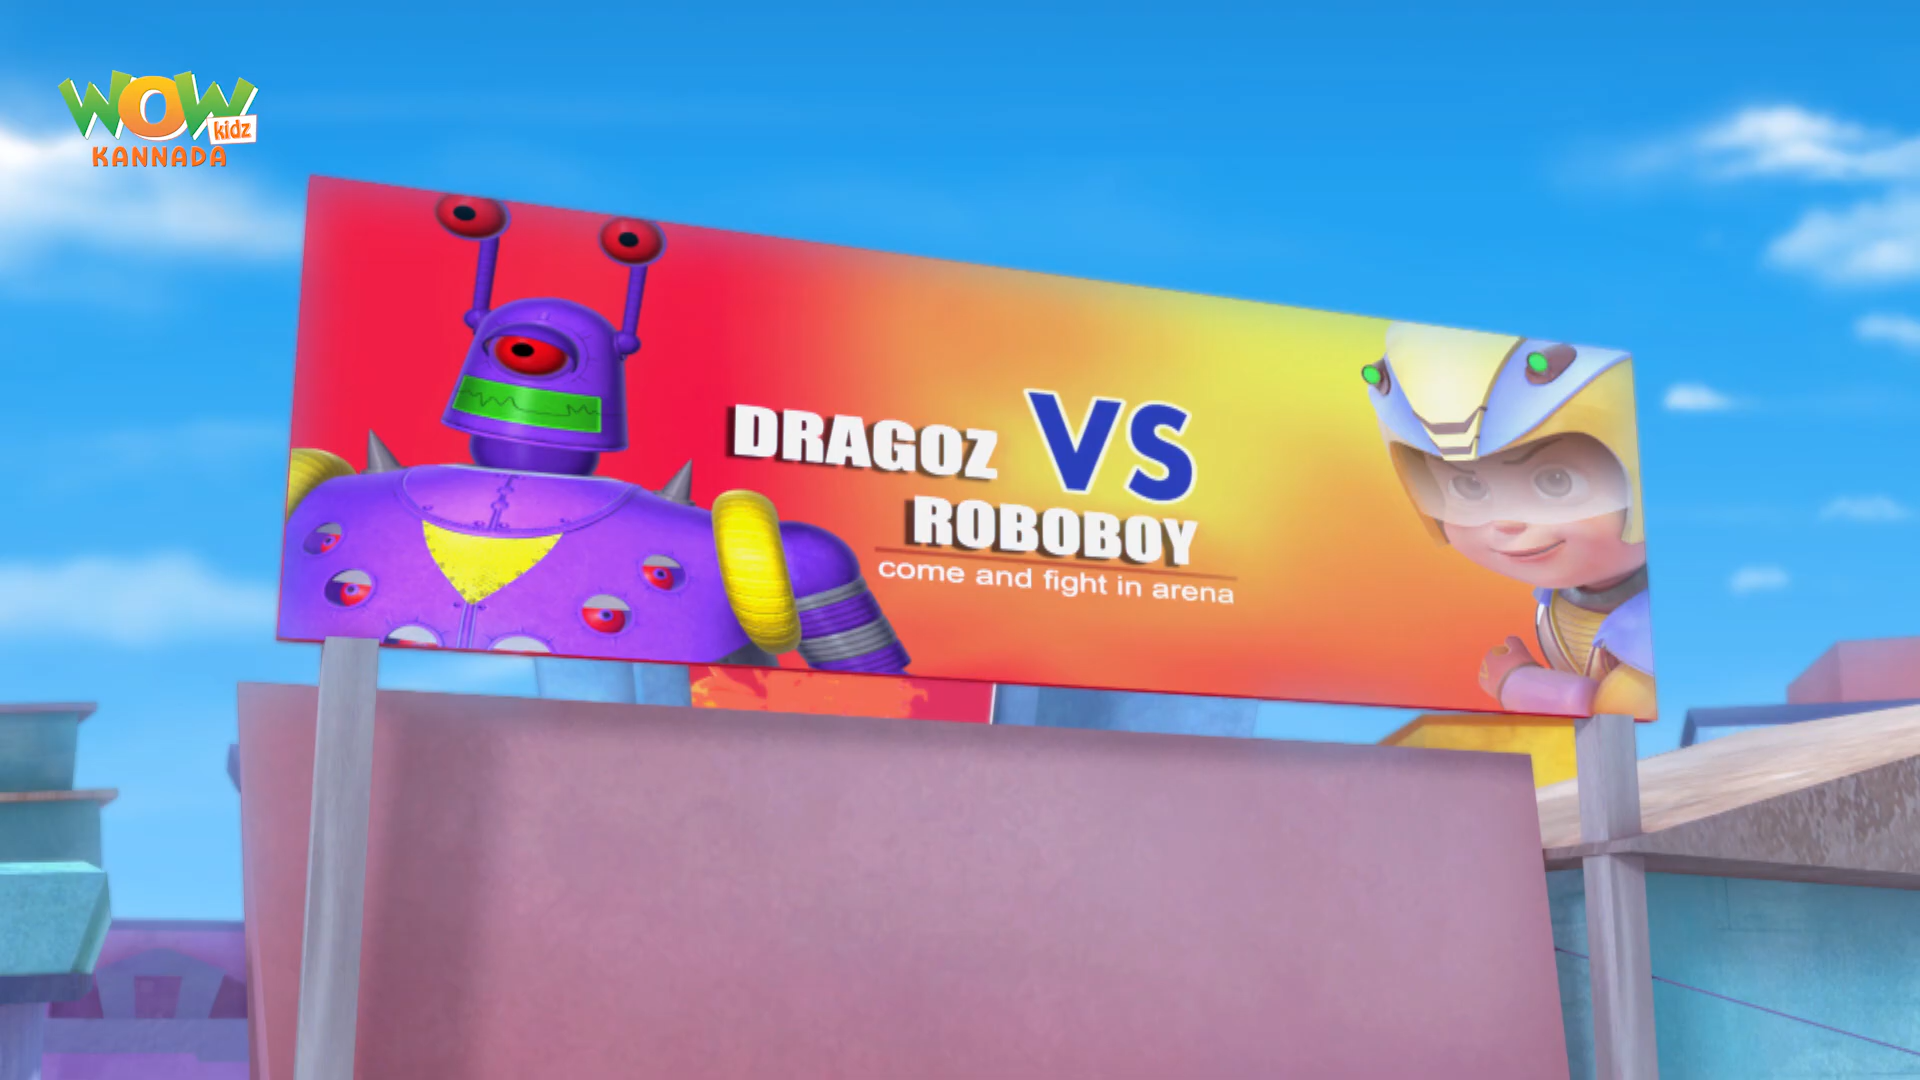 WOW
kidz
KANNADA
DRAGOZ VS
ROBOBOY
come and fight in arena